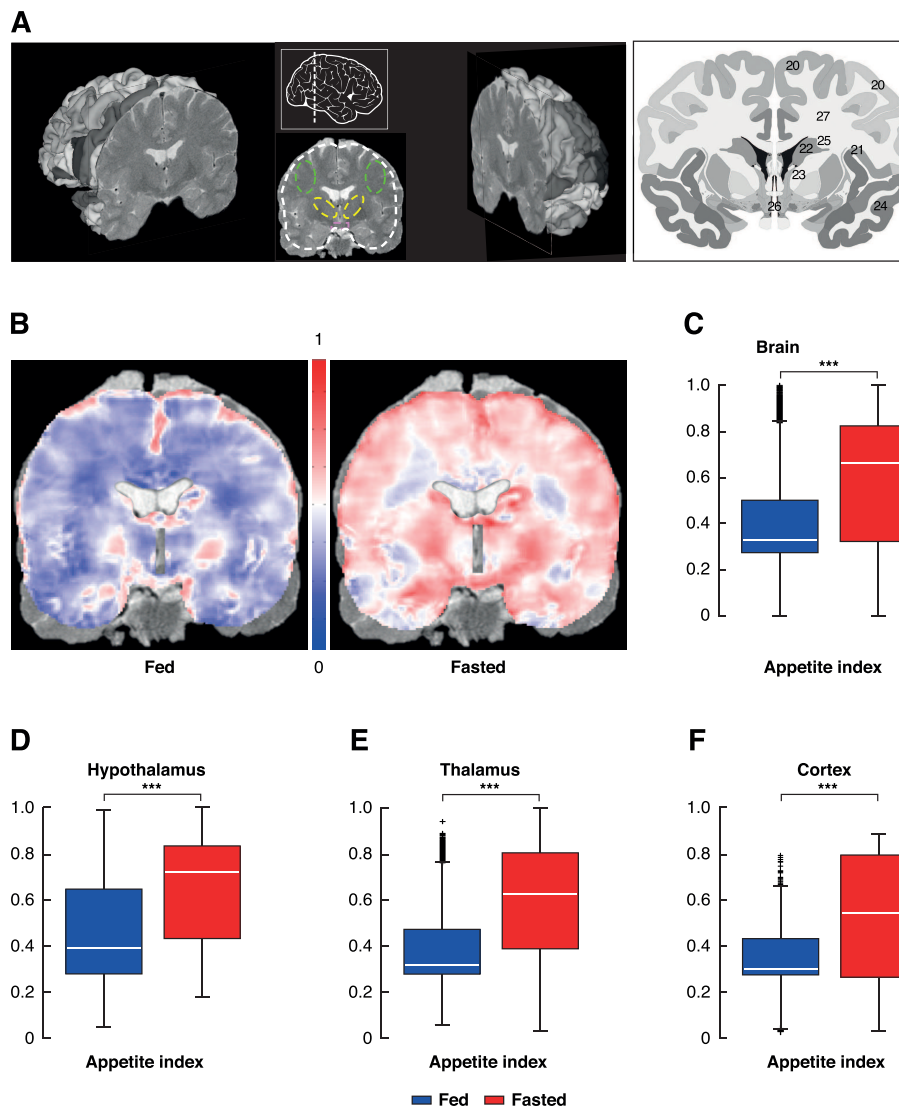 A
20
20
27
25
22
21
23
24
26
B
1
0
Fed
Fasted
C
Brain
***
1.0
0.8
0.6
0.4
0.2
0
Appetite index
D
Hypothalamus
***
1.0
0.8
0.6
0.4
0.2
0
Appetite index
E
Thalamus
***
1.0
0.8
0.6
0.4
0.2
0
Appetite index
F
Cortex
***
1.0
0.8
0.6
0.4
0.2
0
Appetite index
Fed Fasted